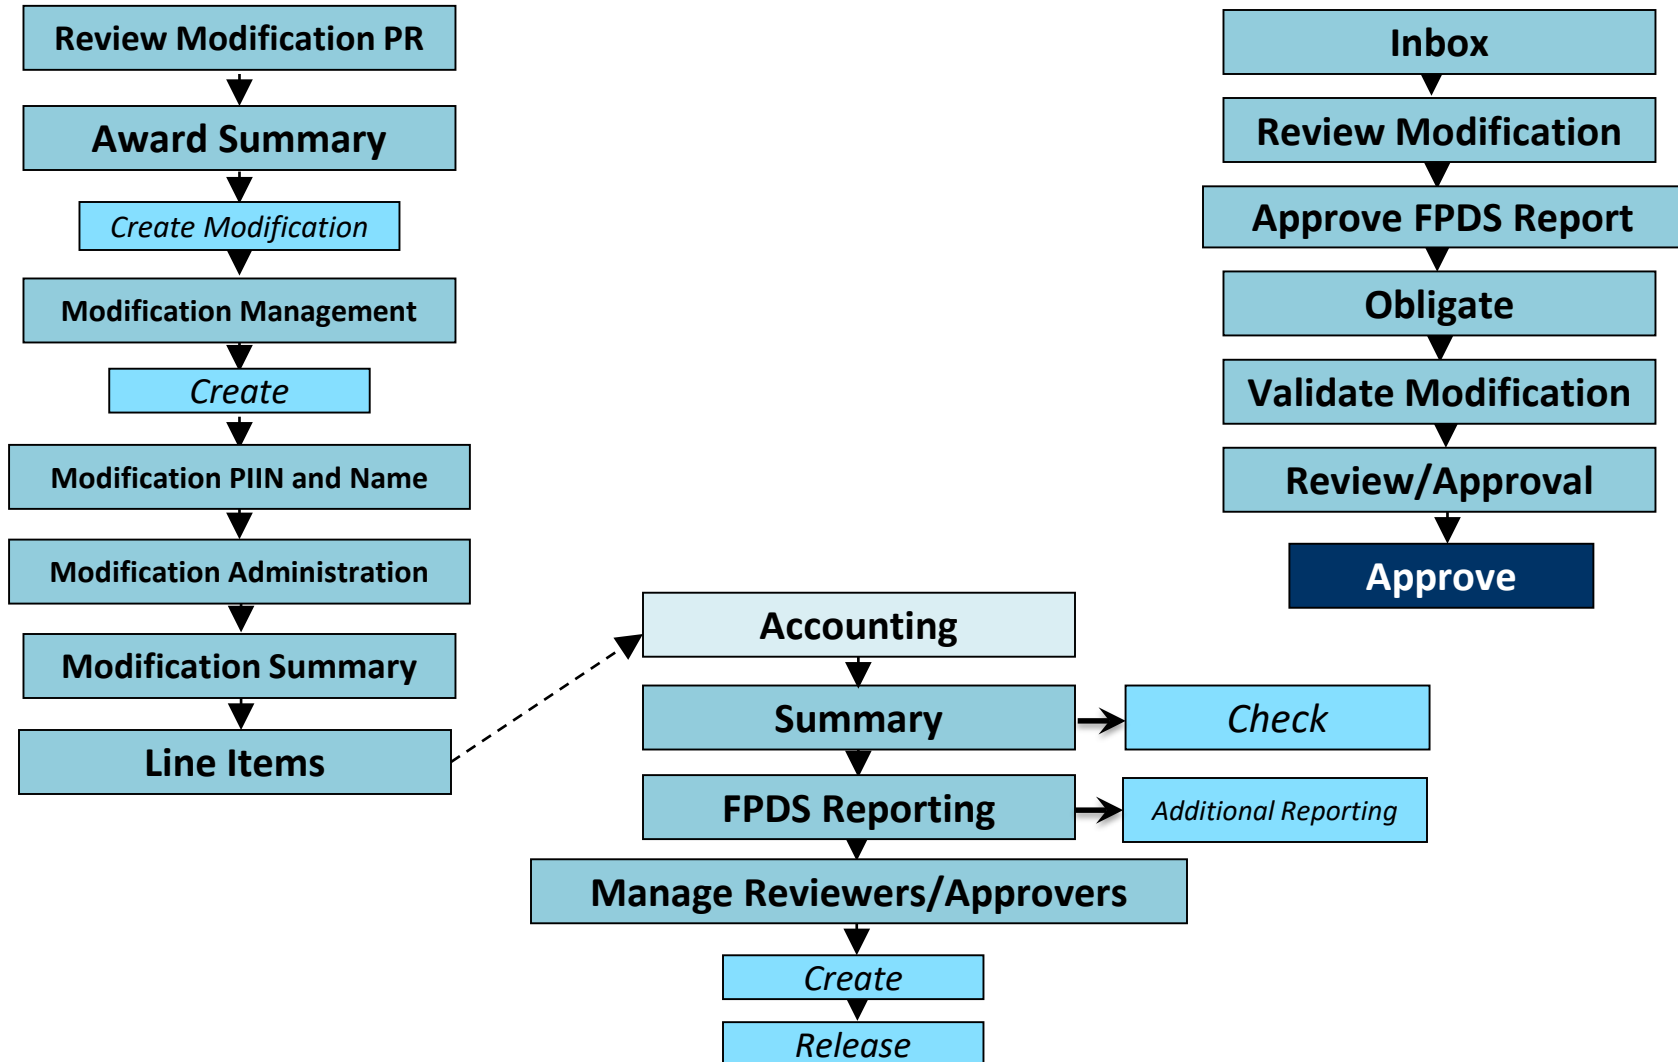 Review Modification PR
Award Summary
Create Modification
Modification Management
Create
Modification PIIN and Name
Modification Administration
Modification Summary
Line Items
Accounting
Summary
Check
FPDS Reporting
Additional Reporting
Manage Reviewers/Approvers
Create
Release
Inbox
Review Modification
Approve FPDS Report
Obligate
Validate Modification
Review/Approval
Approve